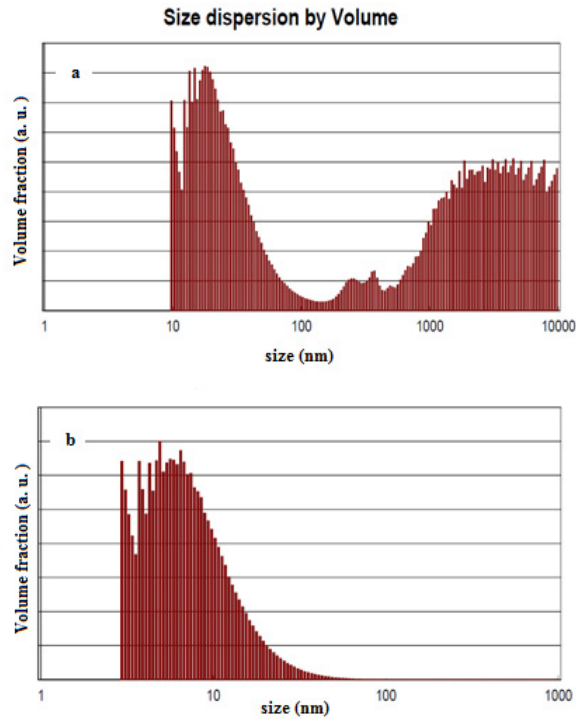 Size dispersion by Volume
a
Volume fraction (a. u. )
1 10 100 1000 10000
size (nm)
b
Volume fraction (a. u. )
1 10 100 1000
size (nm)